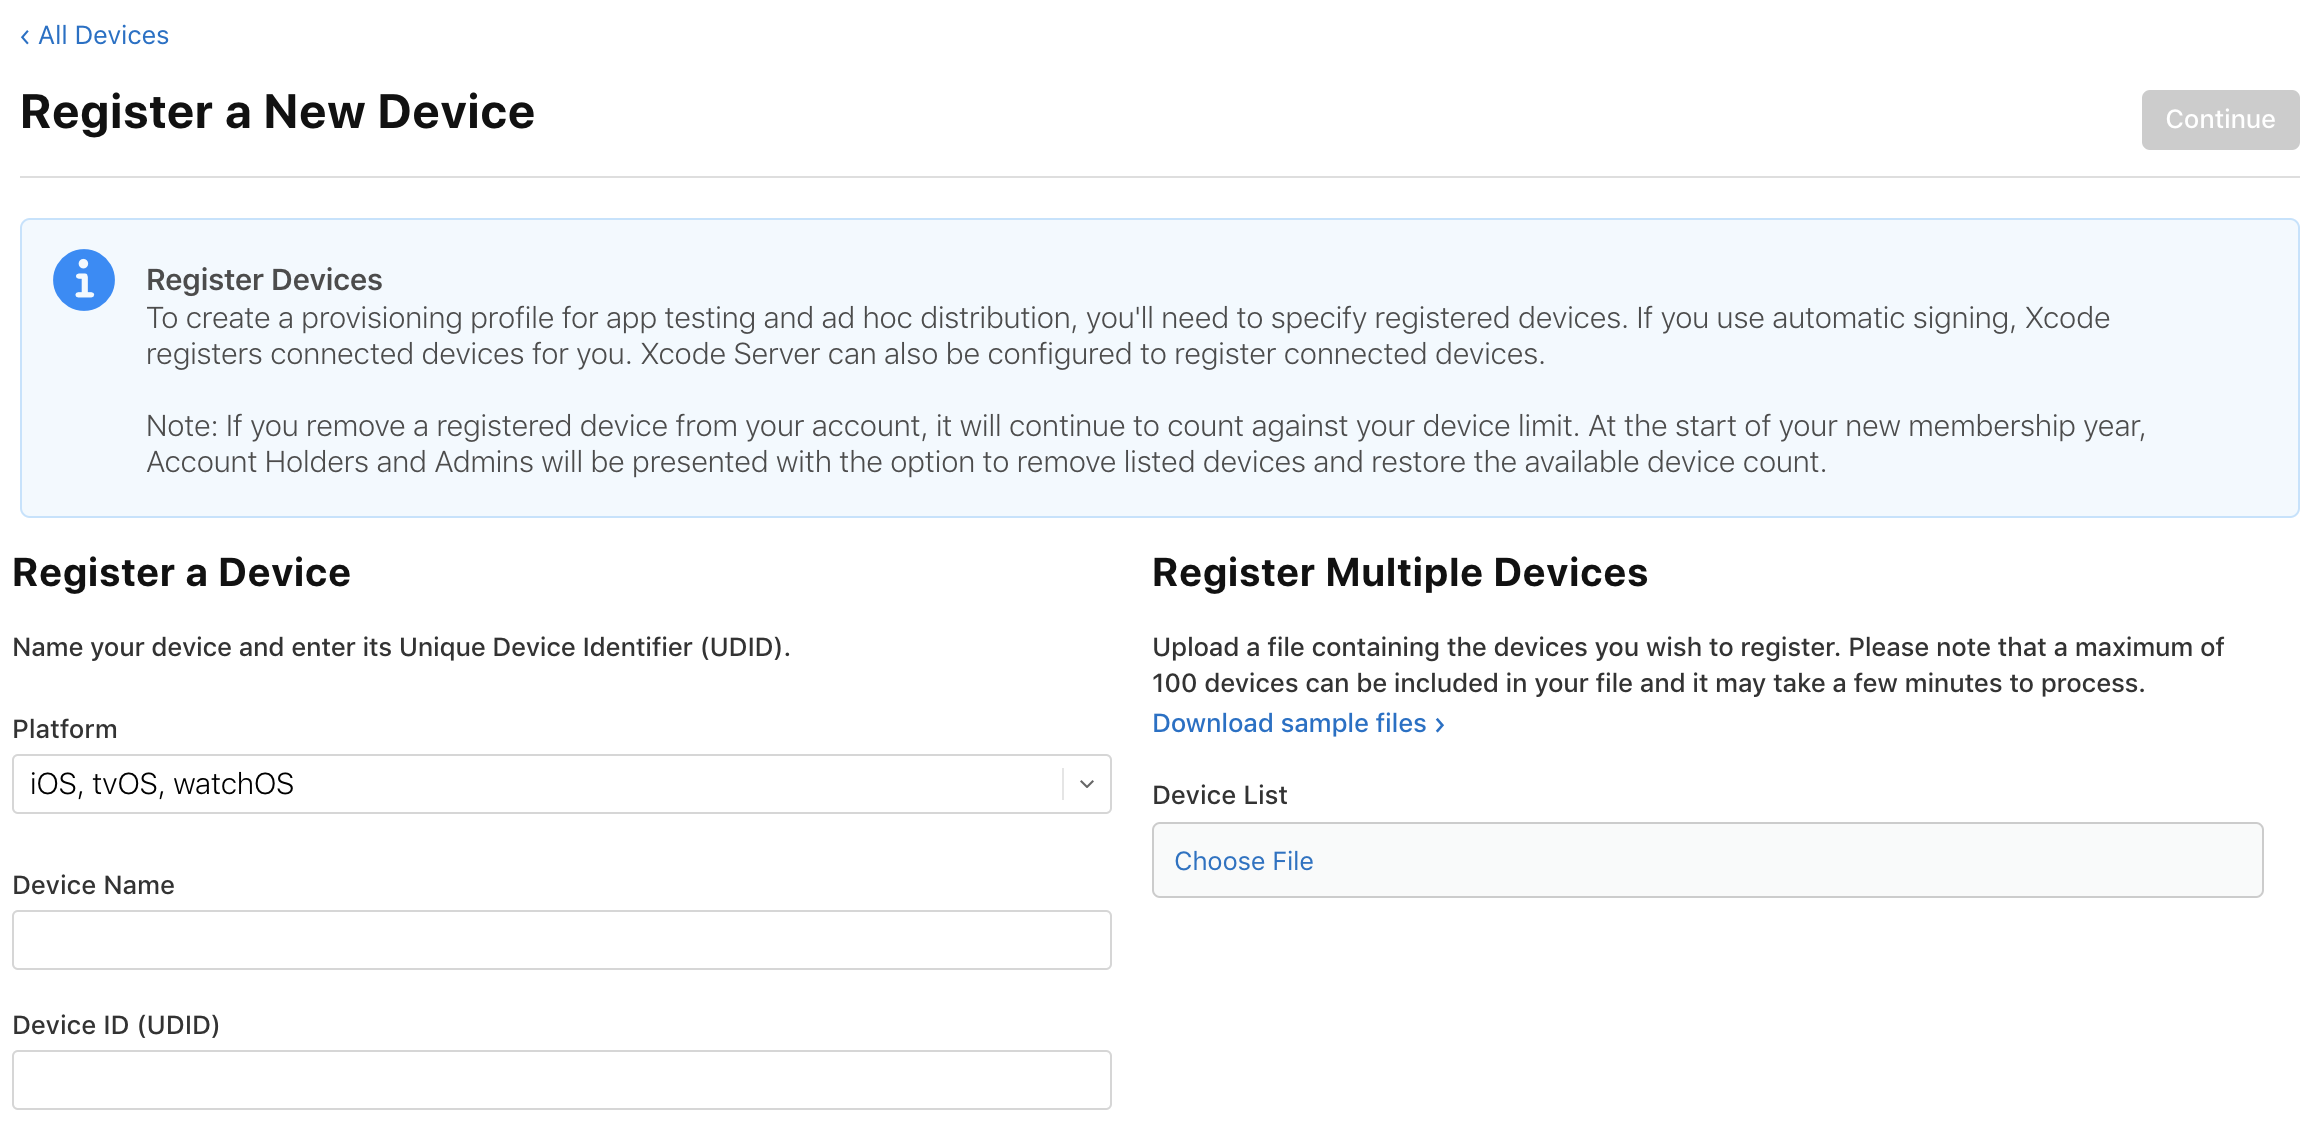 ‹ All Devices
Register a New Device
Continue
Register Devices
To create a provisioning profile for app testing and ad hoc distribution, you'll need to specify registered devices. If you use automatic signing, Xcode
registers connected devices for you. Xcode Server can also be configured to register connected devices.
Note: If you remove a registered device from your account, it will continue to count against your device limit. At the start of your new membership year,
Account Holders and Admins will be presented with the option to remove listed devices and restore the available device count.
Register a Device
Name your device and enter its Unique Device Identifier (UDID).
Platform
iOS, tvOS, watchOS
Device Name
Device ID (UDID)
Register Multiple Devices
Upload a file containing the devices you wish to register. Please note that a maximum of
100 devices can be included in your file and it may take a few minutes to process.
Download sample files ›
Device List
Choose File